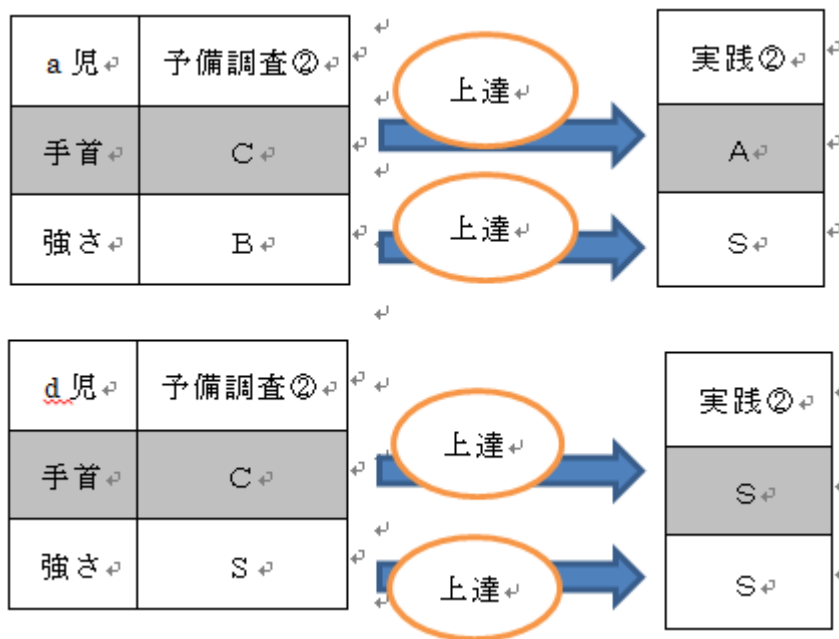 a児 予備調査② 上達 実践②
手首 C A
強さ B 上達 S
d児 予備調査② 実践②
手首 C 上達 S
強さ S 上達 S